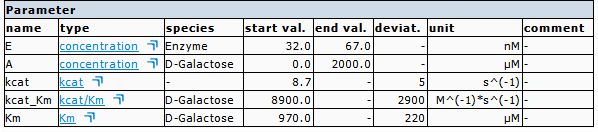 Parameter
name type species start val. end val. deviat. unit comment
E concentration Enzyme 32.0 67.0 - nM -
A concentration D-Galactose 0.0 2000.0 - µM -
kcat kcat - 8.7 - 5 s^(-1) -
kcat_Km kcat/Km D-Galactose 8900.0 - 2900 M^(-1)*s^(-1) -
Km Km D-Galactose 970.0 - 220 µM -